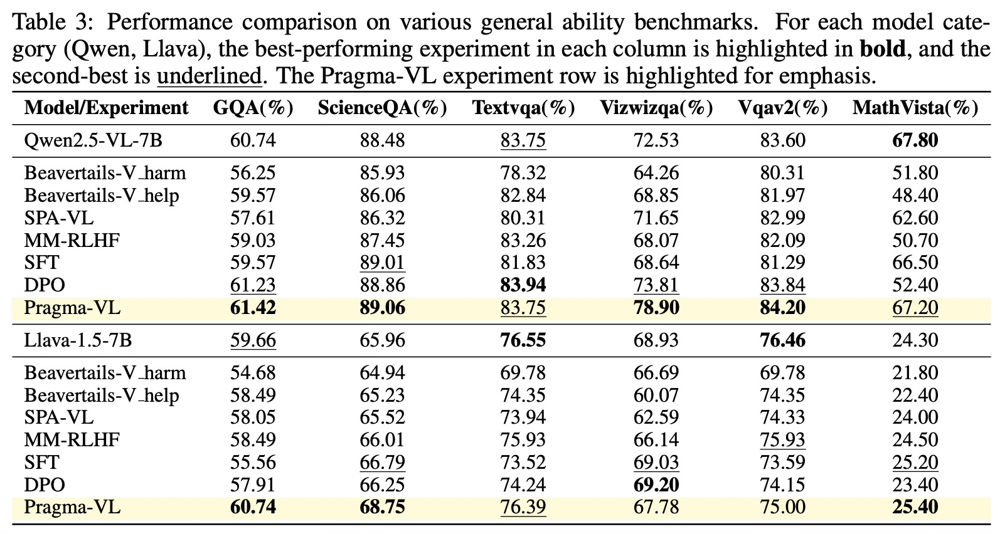 Table 3: Performance comparison on various general ability benchmarks. For each model cate-
gory (Qwen, Llava), the best-performing experiment in each column is highlighted in bold, and the
second-best is underlined. The Pragma-VL experiment row is highlighted for emphasis.
Model/Experiment GQA(%) ScienceQA(%) Textvqa(%) Vizwizqa(%) Vqav2(%) MathVista(%)
Qwen2.5-VL-7B 60.74 88.48 83.75 72.53 83.60 67.80
Beavertails-V_harm 56.25 85.93 78.32 64.26 80.31 51.80
Beavertails-V_help 59.57 86.06 82.84 68.85 81.97 48.40
SPA-VL 57.61 86.32 80.31 71.65 82.99 62.60
MM-RLHF 59.03 87.45 83.26 68.07 82.09 50.70
SFT 59.57 89.01 81.83 68.64 81.29 66.50
DPO 61.23 88.86 83.94 73.81 83.84 52.40
Pragma-VL 61.42 89.06 83.75 78.90 84.20 67.20
Llava-1.5-7B 59.66 65.96 76.55 68.93 76.46 24.30
Beavertails-V_harm 54.68 64.94 69.78 66.69 69.78 21.80
Beavertails-V_help 58.49 65.23 74.35 60.07 74.35 22.40
SPA-VL 58.05 65.52 73.94 62.59 74.33 24.00
MM-RLHF 58.49 66.01 75.93 66.14 75.93 24.50
SFT 55.56 66.79 73.52 69.03 73.59 25.20
DPO 57.91 66.25 74.24 69.20 74.15 23.40
Pragma-VL 60.74 68.75 76.39 67.78 75.00 25.40